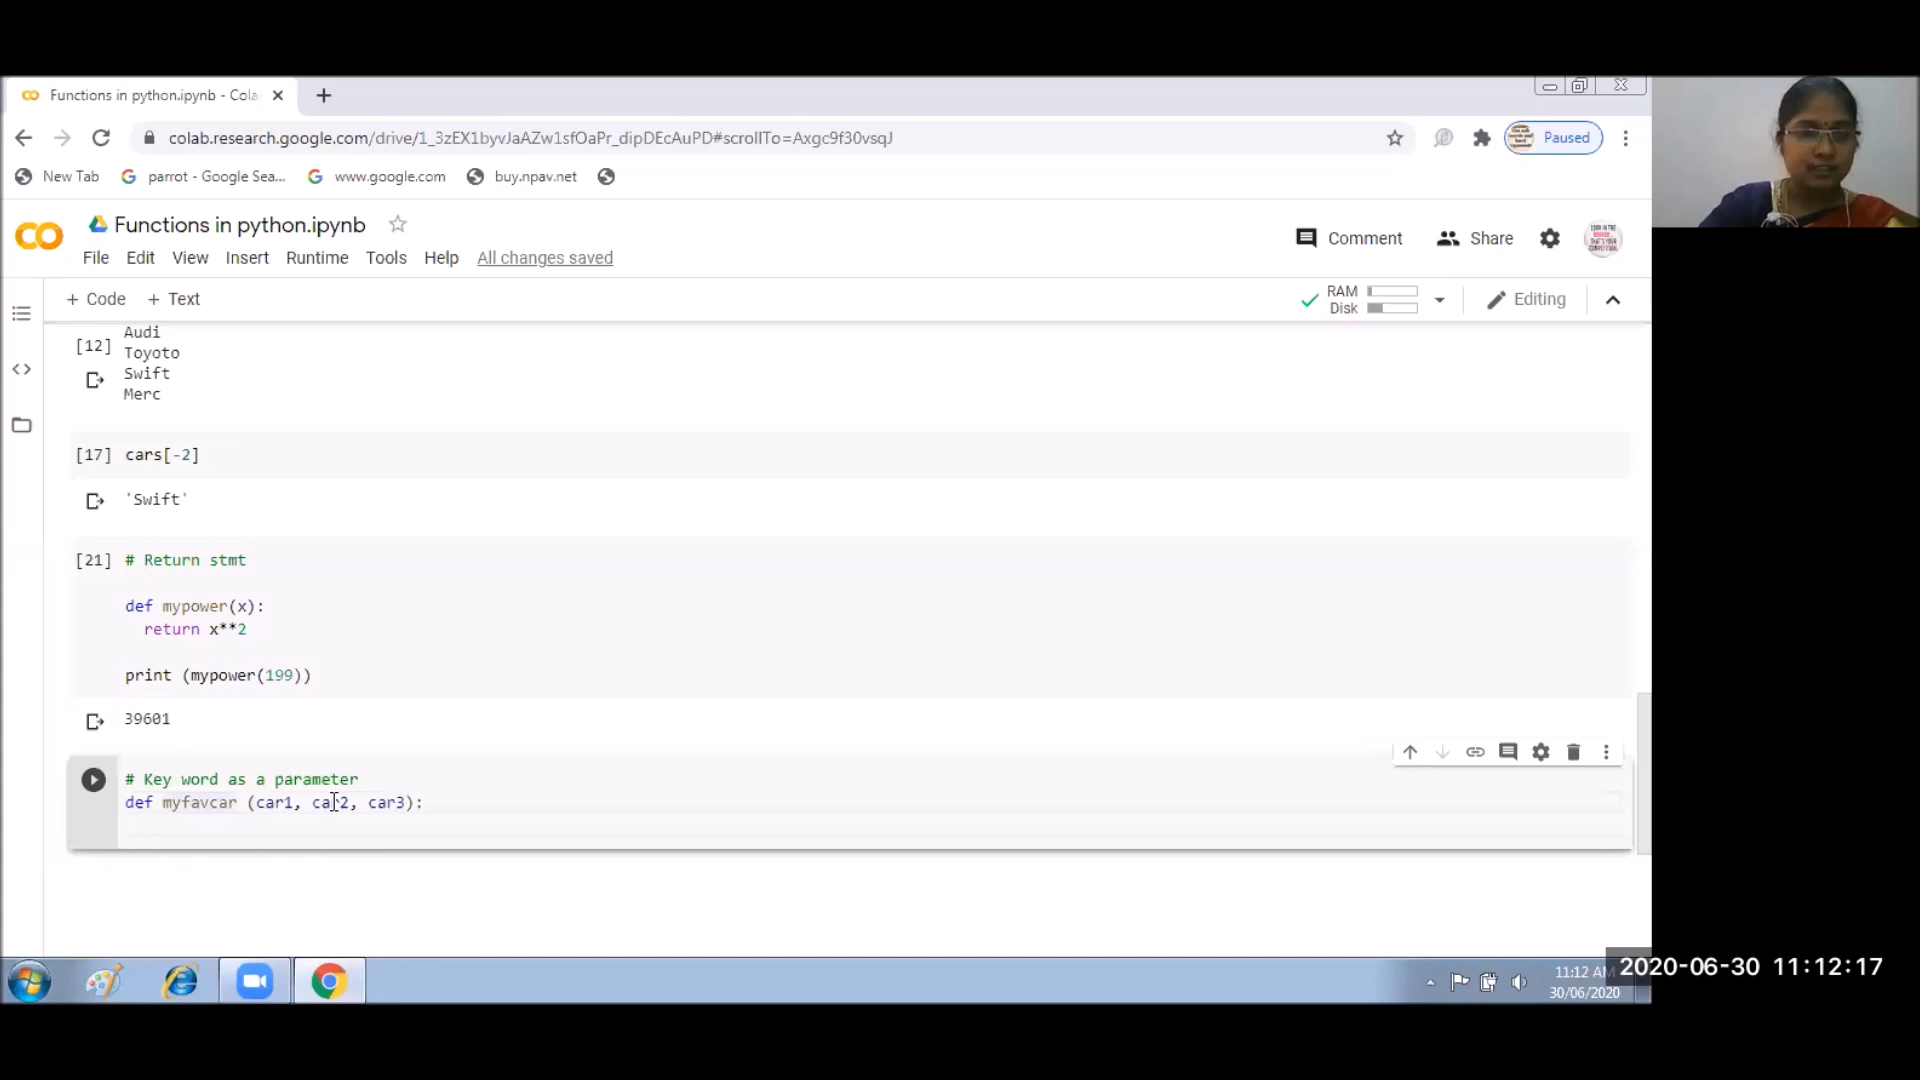 Functions in python.ipynb - Cola
colab.research.google.com/drive/1_3zEX1byvJaAZw1sfOaPr_dipDEcAuPD#scrollTo=Axgc9f30vsqJ
Paused
New Tab
parrot - Google Sea...
www.google.com
buy.npav.net
CO
Functions in python.ipynb
Comment
Share
File Edit View Insert Runtime Tools Help All changes saved
+ Code + Text
RAM
Disk
Editing
Audi
[12]
Toyoto
Swift
Merc
[17] cars[-2]
'Swift'
[21] # Return stmt
def mypower(x):
return x**2
print (mypower(199))
39601
# Key word as a parameter
def myfavcar (car1, car2, car3):
11:12 AM
30/06/2020
2020-06-30 11:12:17